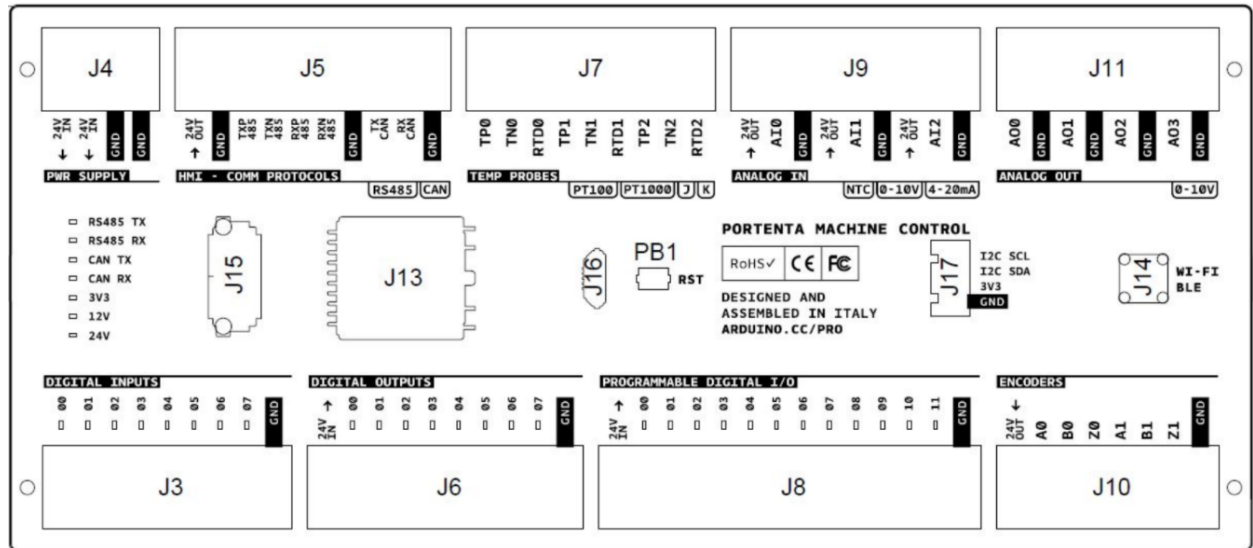 J4
J5
J7
J9
J11
→ 24V IN
→ 24V IN
GND
GND
→ 24V OUT
GND
TXP 485
TXN 485
RXP 485
RXN 485
GND
TX CAN
RX CAN
GND
TP0
TN0
RTD0
TP1
TN1
RTD1
TP2
TN2
RTD2
→ 24V OUT
AI0
GND
→ 24V OUT
AI1
GND
→ 24V OUT
AI2
GND
AO0
GND
AO1
GND
AO2
GND
AO3
GND
PWR SUPPLY
HMI - COMM PROTOCOLS
RS485 CAN
TEMP PROBES
PT100 PT1000 J K
ANALOG IN
NTC 0-10V 4-20mA
ANALOG OUT
0-10V
RS485 TX
RS485 RX
CAN TX
CAN RX
3V3
12V
24V
J15
J13
J16
PB1
RST
PORTENTA MACHINE CONTROL
RoHS✓ CE FC
DESIGNED AND
ASSEMBLED IN ITALY
ARDUINO.CC/PRO
J17
I2C SCL
I2C SDA
3V3
GND
J14
WI-FI
BLE
DIGITAL INPUTS
00 01 02 03 04 05 06 07 GND
J3
DIGITAL OUTPUTS
24V IN → 00 01 02 03 04 05 06 07 GND
J6
PROGRAMMABLE DIGITAL I/O
24V IN → 00 01 02 03 04 05 06 07 08 09 10 11 GND
J8
ENCODERS
24V OUT ← A0 B0 Z0 A1 B1 Z1 GND
J10